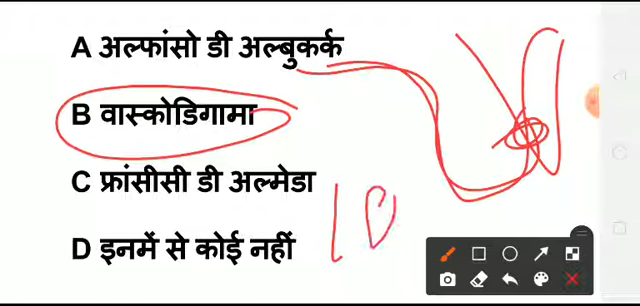 A अल्फांसो डी अल्बुकर्क
B वास्कोडिगामा
C फ्रांसीसी डी अल्मेडा
D इनमें से कोई नहीं